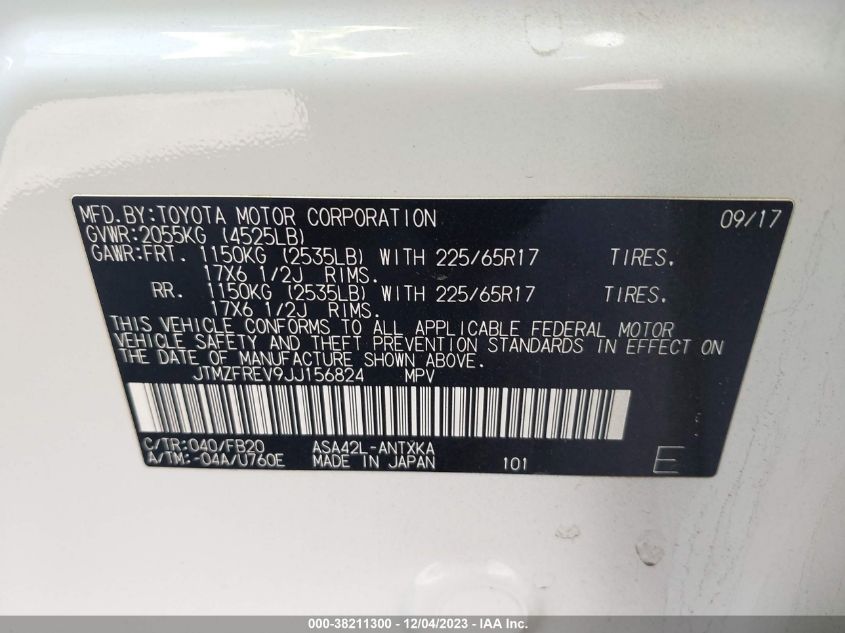 MFD.BY:TOYOTA MOTOR CORPORATION 09/17
GVWR:2055KG (4525LB)
GAWR:FRT. 1150KG (2535LB) WITH 225/65R17 TIRES.
17X6 1/2J RIMS.
RR. 1150KG (2535LB) WITH 225/65R17 TIRES.
17X6 1/2J RIMS.
THIS VEHICLE CONFORMS TO ALL APPLICABLE FEDERAL MOTOR
VEHICLE SAFETY AND THEFT PREVENTION STANDARDS IN EFFECT ON
THE DATE OF MANUFACTURE SHOWN ABOVE.
JTMZFREV9JJ156824 MPV
C/TR:040/FB20 ASA42L-ANTXKA
A/TM:-04A/U760E MADE IN JAPAN 101 E
000-38211300 - 12/04/2023 - IAA Inc.